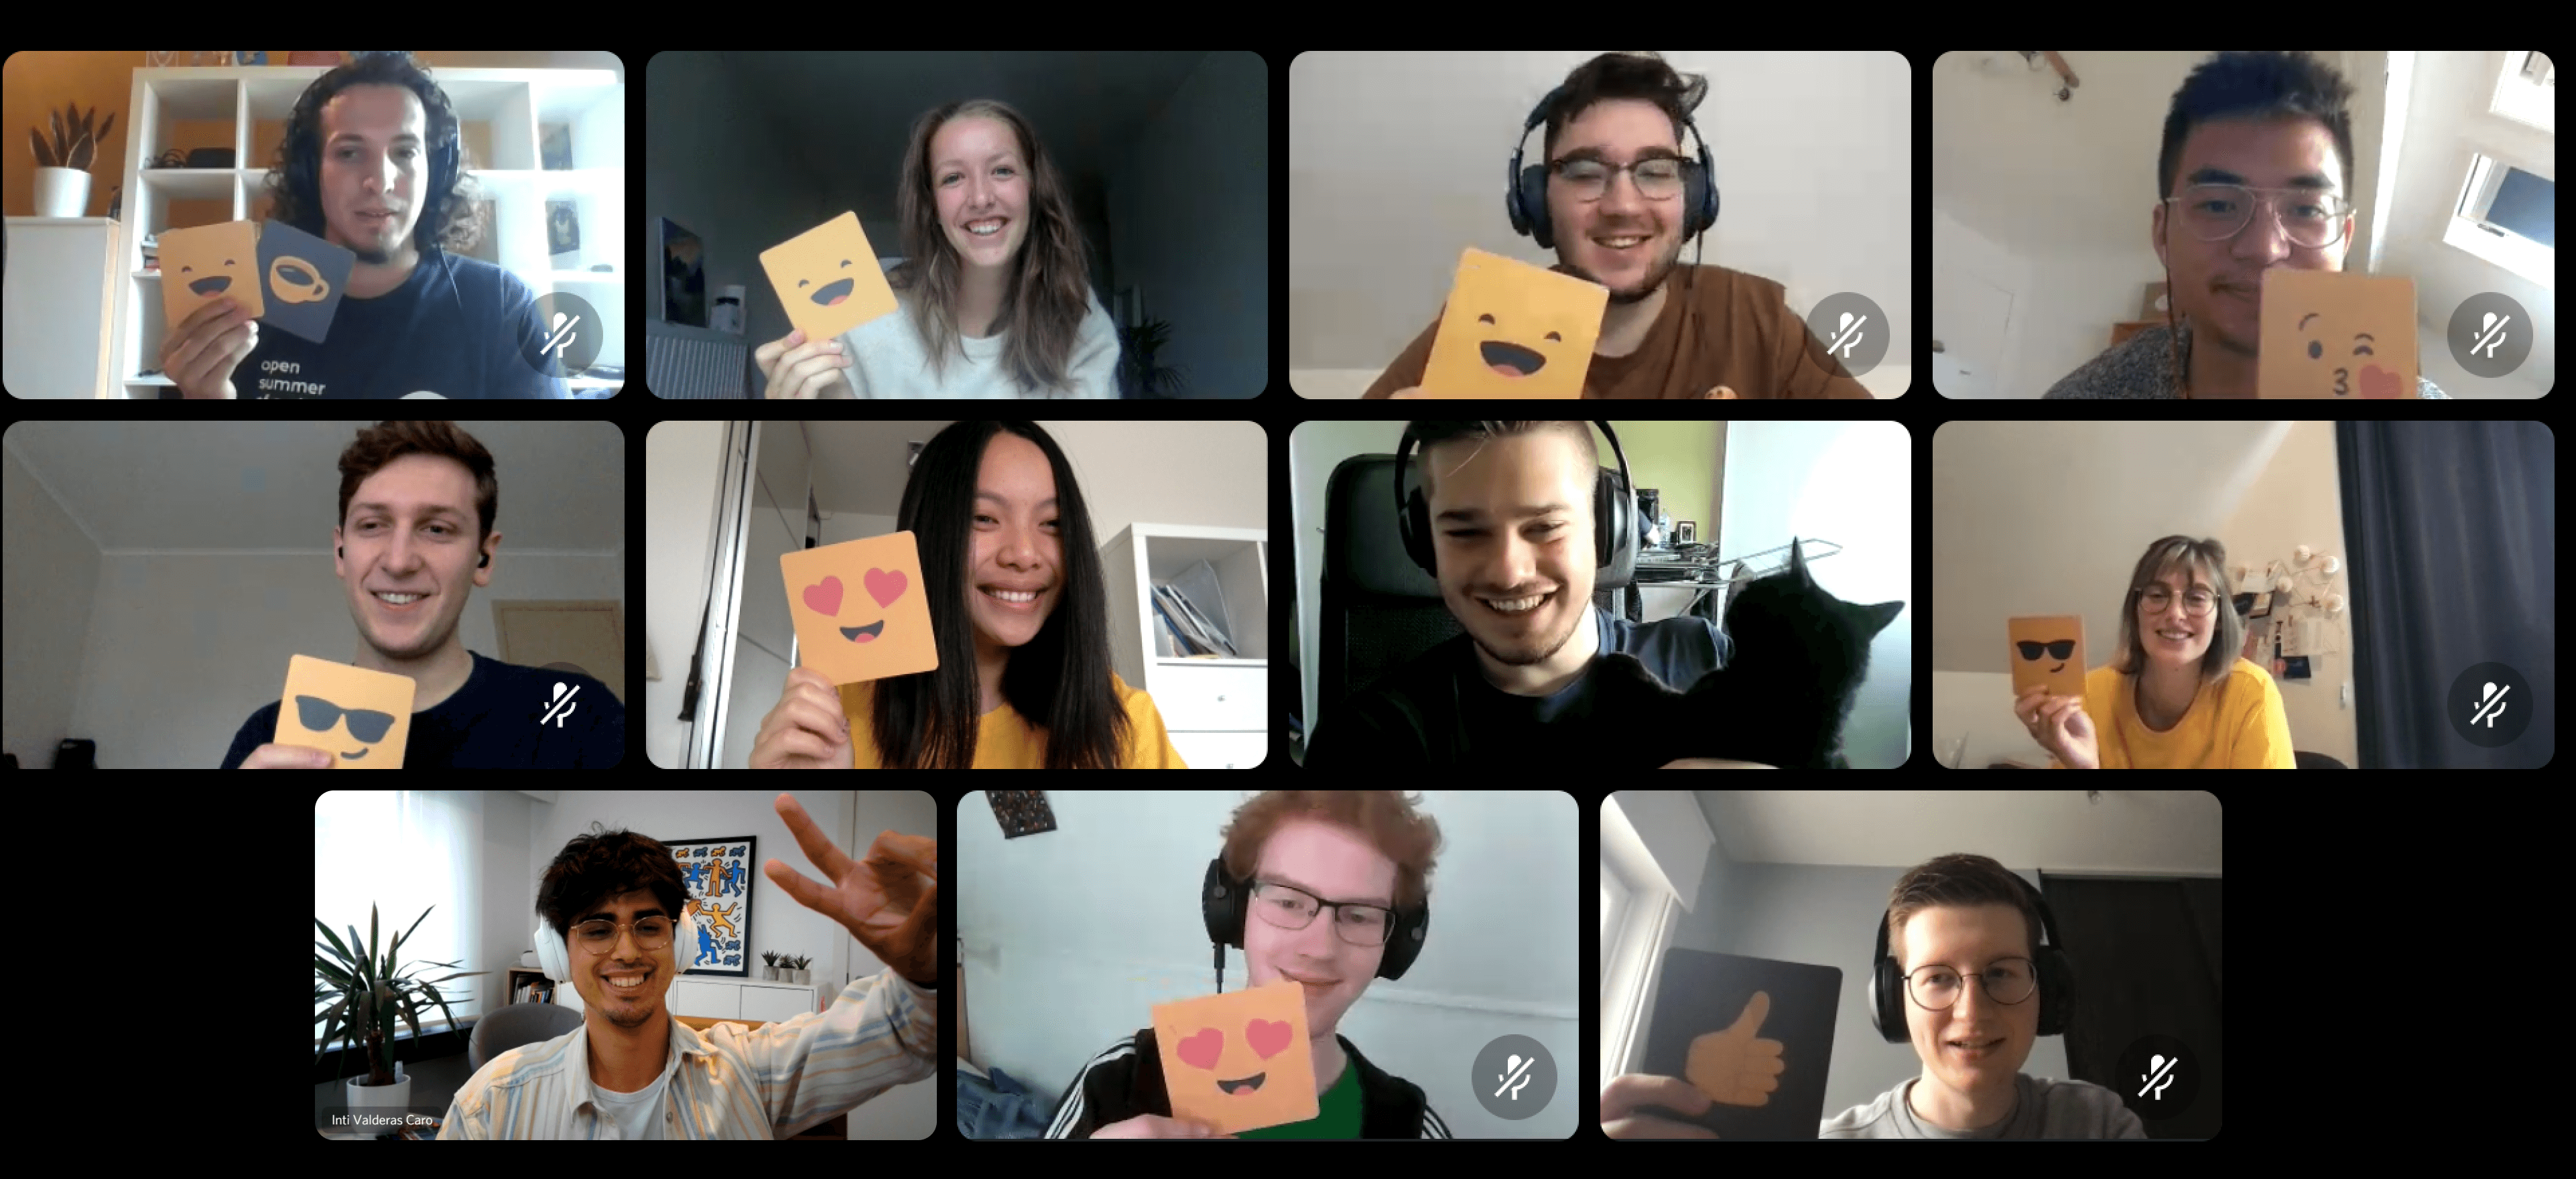 open
summer
Inti Valderas Caro